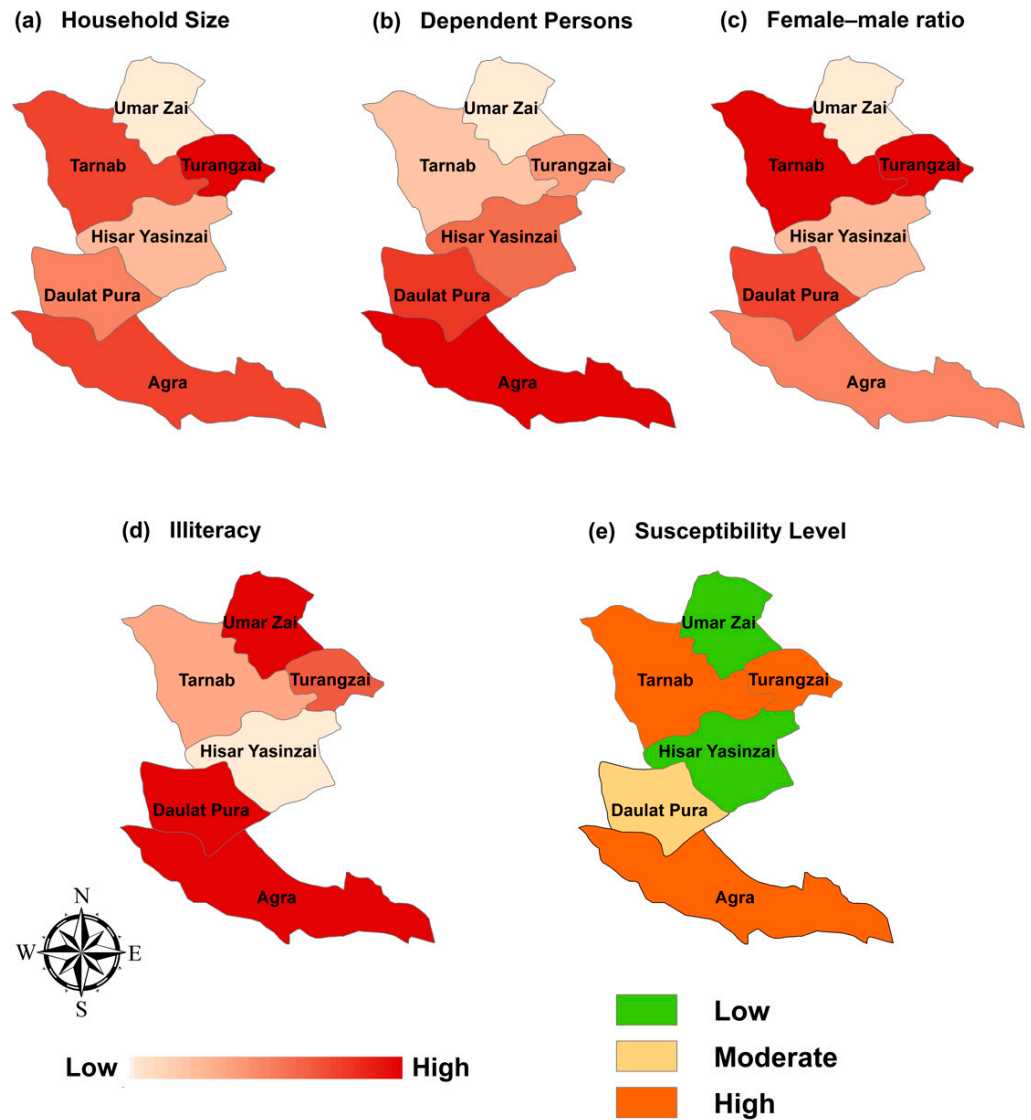 (a) Household Size
(b) Dependent Persons
(c) Female–male ratio
Umar Zai
Tarnab
Turangzai
Hisar Yasinzai
Daulat Pura
Agra
Umar Zai
Tarnab
Turangzai
Hisar Yasinzai
Daulat Pura
Agra
Umar Zai
Tarnab
Turangzai
Hisar Yasinzai
Daulat Pura
Agra
(d) Illiteracy
(e) Susceptibility Level
Umar Zai
Tarnab
Turangzai
Hisar Yasinzai
Daulat Pura
Agra
Umar Zai
Tarnab
Turangzai
Hisar Yasinzai
Daulat Pura
Agra
N
W E
S
Low High
Low
Moderate
High